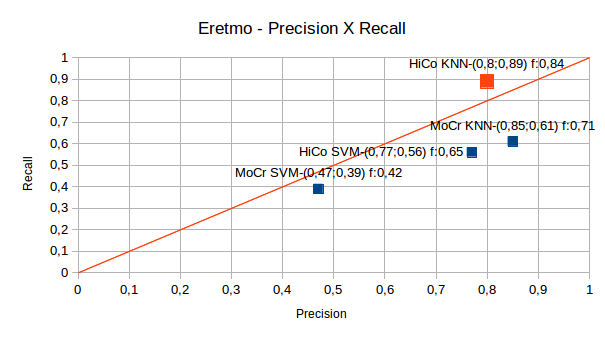 Eretmo - Precision X Recall
HiCo KNN-(0,8;0,89) f:0,84
MoCr KNN-(0,85;0,61) f:0,71
HiCo SVM-(0,77;0,56) f:0,65
MoCr SVM-(0,47;0,39) f:0,42
Recall
1
0,9
0,8
0,7
0,6
0,5
0,4
0,3
0,2
0,1
0
0 0,1 0,2 0,3 0,4 0,5 0,6 0,7 0,8 0,9 1
Precision